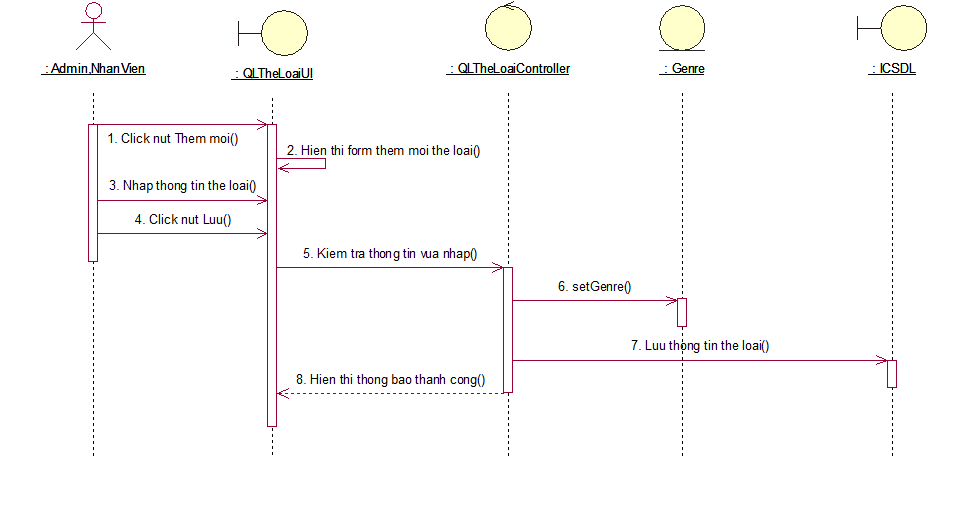 : Admin,NhanVien
: QLTheLoaiUI
: QLTheLoaiController
: Genre
: ICSDL
1. Click nut Them moi()
2. Hien thi form them moi the loai()
3. Nhap thong tin the loai()
4. Click nut Luu()
5. Kiem tra thong tin vua nhap()
6. setGenre()
7. Luu thong tin the loai()
8. Hien thi thong bao thanh cong()